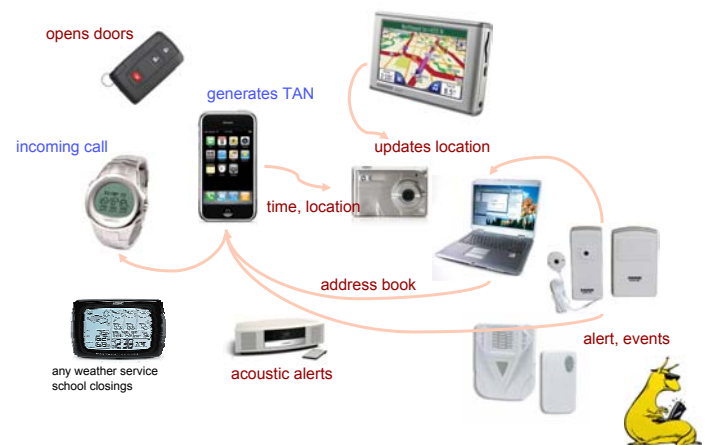 opens doors
generates TAN
incoming call
updates location
time, location
address book
alert, events
any weather service
school closings
acoustic alerts